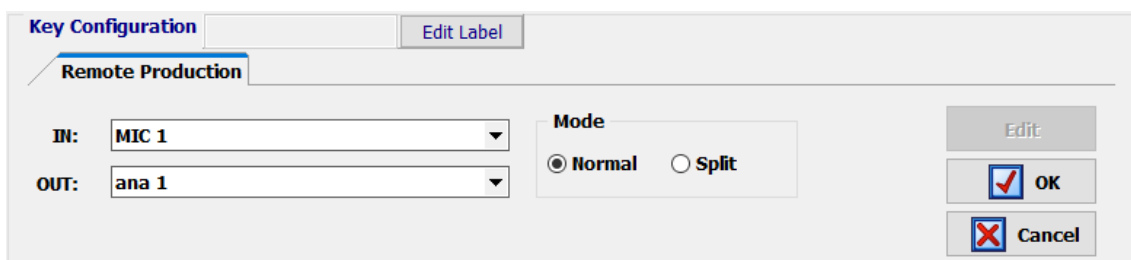 Key Configuration Edit Label
Remote Production
IN: MIC 1
OUT: ana 1
Mode
Normal Split
Edit
OK
Cancel